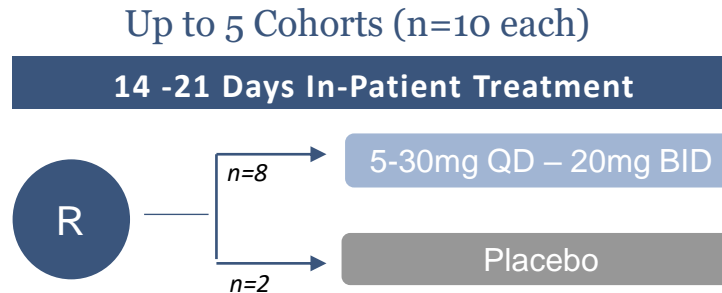 Up to 5 Cohorts (n=10 each)
14 -21 Days In-Patient Treatment
R
n=8
5-30mg QD – 20mg BID
n=2
Placebo